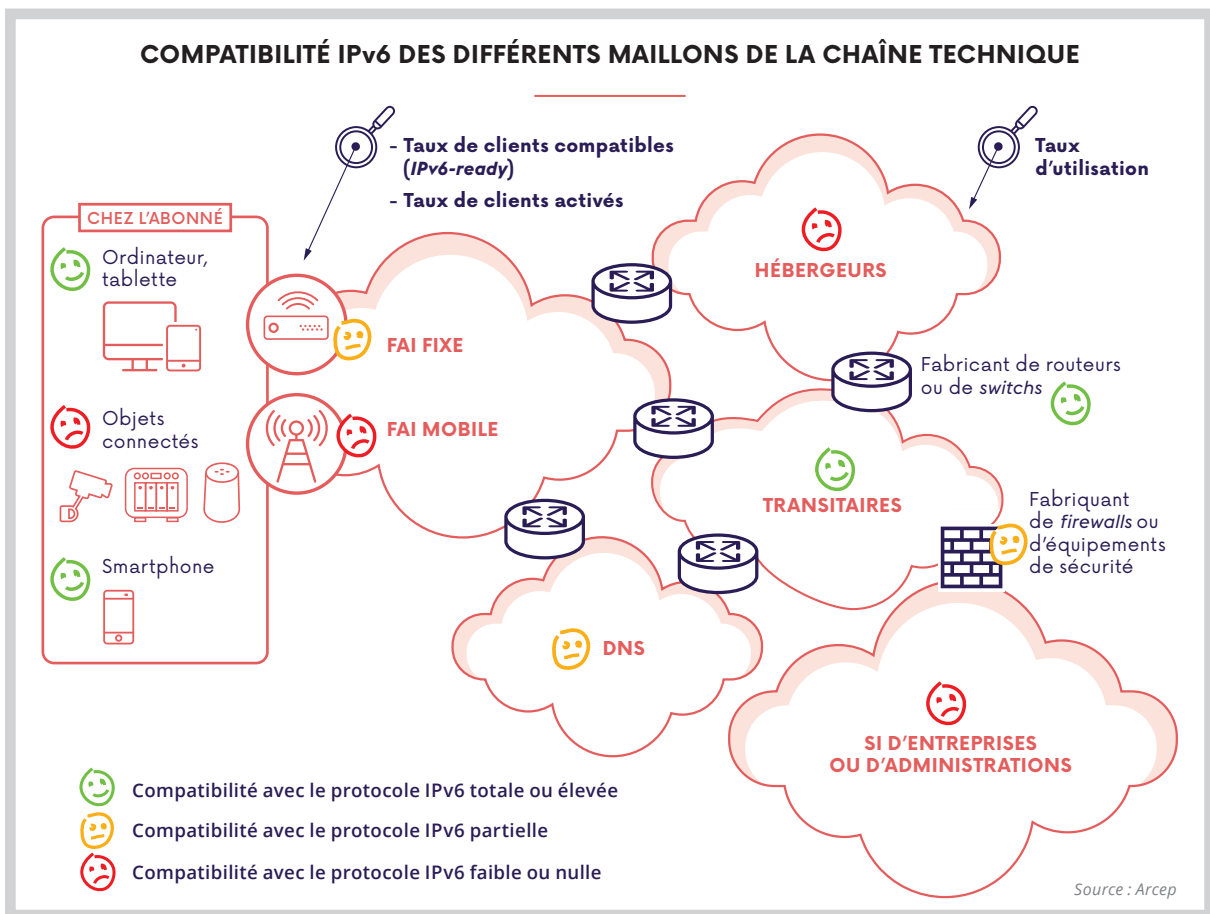 COMPATIBILITÉ IPv6 DES DIFFÉRENTS MAILLONS DE LA CHAÎNE TECHNIQUE
- Taux de clients compatibles
(IPv6-ready)
- Taux de clients activés
Taux
d'utilisation
CHEZ L'ABONNÉ
Ordinateur,
tablette
Objets
connectés
Smartphone
FAI FIXE
FAI MOBILE
HÉBERGEURS
Fabricant de routeurs
ou de switchs
TRANSITAIRES
Fabriquant
de firewalls ou
d'équipements
de sécurité
DNS
SI D'ENTREPRISES
OU D'ADMINISTRATIONS
Compatibilité avec le protocole IPv6 totale ou élevée
Compatibilité avec le protocole IPv6 partielle
Compatibilité avec le protocole IPv6 faible ou nulle
Source : Arcep